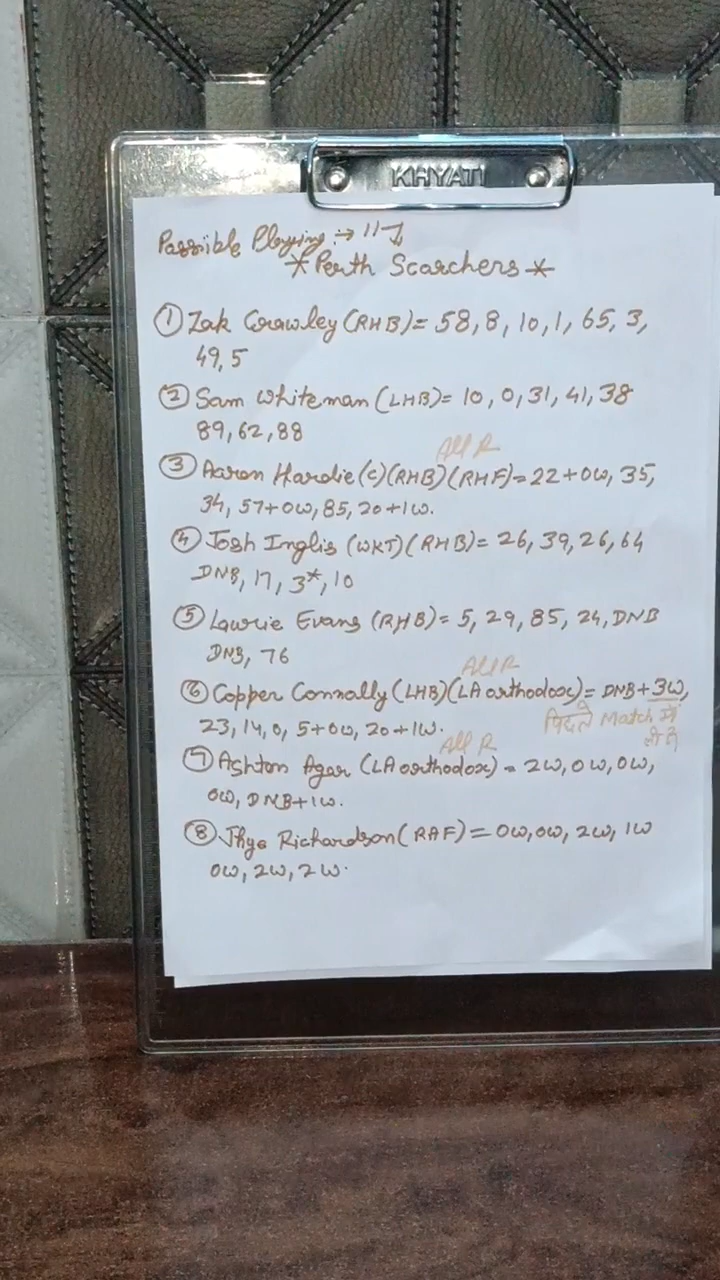 KHYATI
Possible Playing :→ 11
*Perth Scorchers*
① Zak Crawley (RHB) = 58, 8, 10, 1, 65, 3,
49, 5
② Sam Whiteman (LHB) = 10, 0, 31, 41, 38
89, 62, 88
All R
③ Aaron Hardie (C) (RHB) (RHF) = 22+0W, 35,
34, 57+0W, 85, 20+1W.
④ Josh Inglis (WKT) (RHB) = 26, 39, 26, 64
DNB, 17, 3*, 10
⑤ Lawrie Evans (RHB) = 5, 29, 85, 24, DNB
DNB, 76
All R
⑥ Copper Connally (LHB) (LA orthodox) = DNB+3W,
23, 14, 0, 5+0W, 20+1W.
पिछले Match में
All R
⑦ Ashton Agar (LA orthodox) = 2W, 0W, 0W,
0W, DNB+1W.
⑧ Jhye Richardson (RAF) = 0W, 0W, 2W, 1W
0W, 2W, 2W.